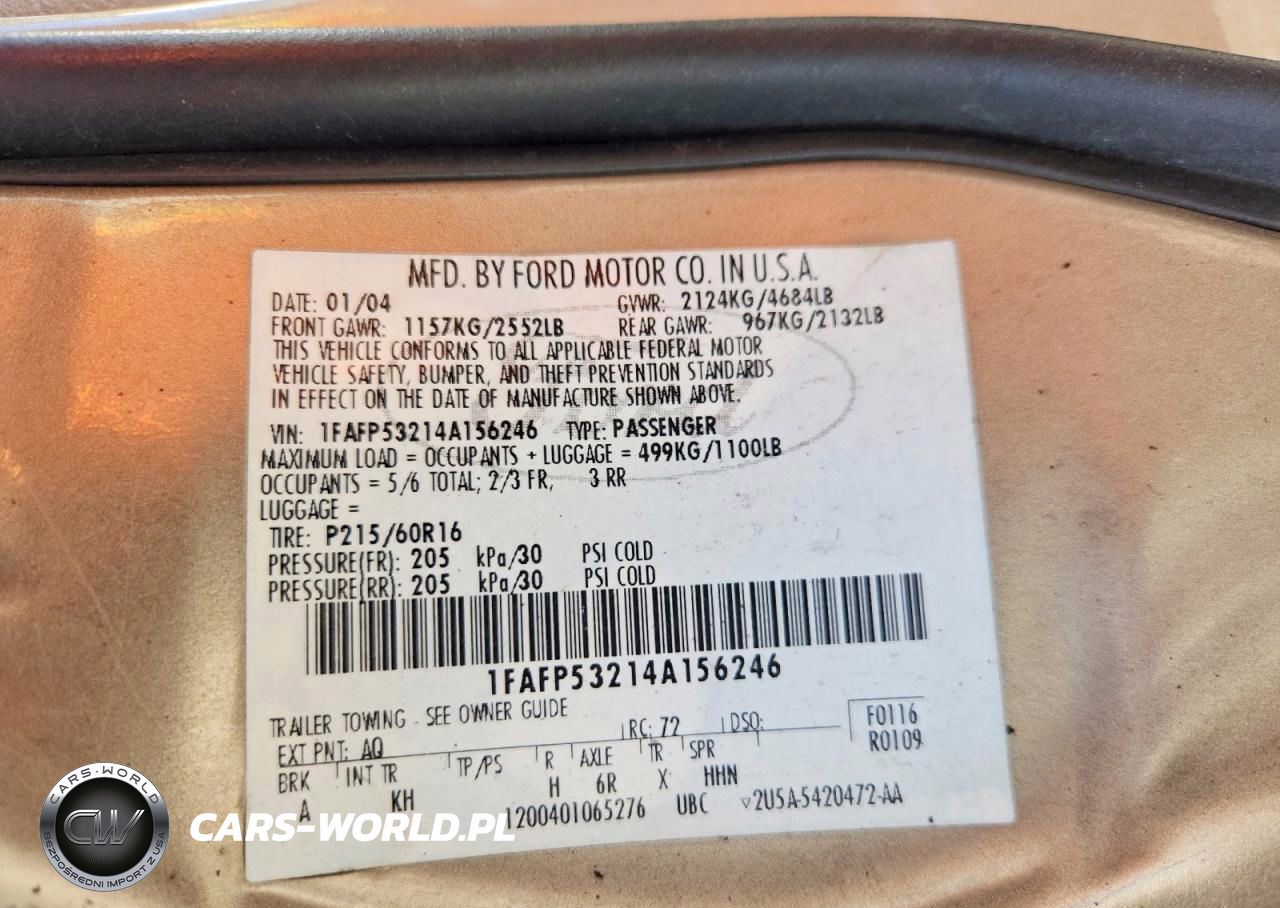 MFD. BY FORD MOTOR CO. IN U.S.A.
DATE: 01/04 GVWR: 2124KG/4684LB
FRONT GAWR: 1157KG/2552LB REAR GAWR: 967KG/2132LB
THIS VEHICLE CONFORMS TO ALL APPLICABLE FEDERAL MOTOR
VEHICLE SAFETY, BUMPER, AND THEFT PREVENTION STANDARDS
IN EFFECT ON THE DATE OF MANUFACTURE SHOWN ABOVE.
VIN: 1FAFP53214A156246 TYPE: PASSENGER
MAXIMUM LOAD = OCCUPANTS + LUGGAGE = 499KG/1100LB
OCCUPANTS = 5/6 TOTAL; 2/3 FR, 3 RR
LUGGAGE =
TIRE: P215/60R16
PRESSURE(FR): 205 kPa/30 PSI COLD
PRESSURE(RR): 205 kPa/30 PSI COLD
1FAFP53214A156246
TRAILER TOWING - SEE OWNER GUIDE
EXT PNT: AQ RC: 72 DSO: F0116
R0109
BRK INT TR TP/PS R AXLE TR SPR
A KH H 6R X HHN
1200401065276 UBC 2U5A-5420472-AA
CARS-WORLD
CW
BEZPOŚREDNI IMPORT Z USA
CARS-WORLD.PL